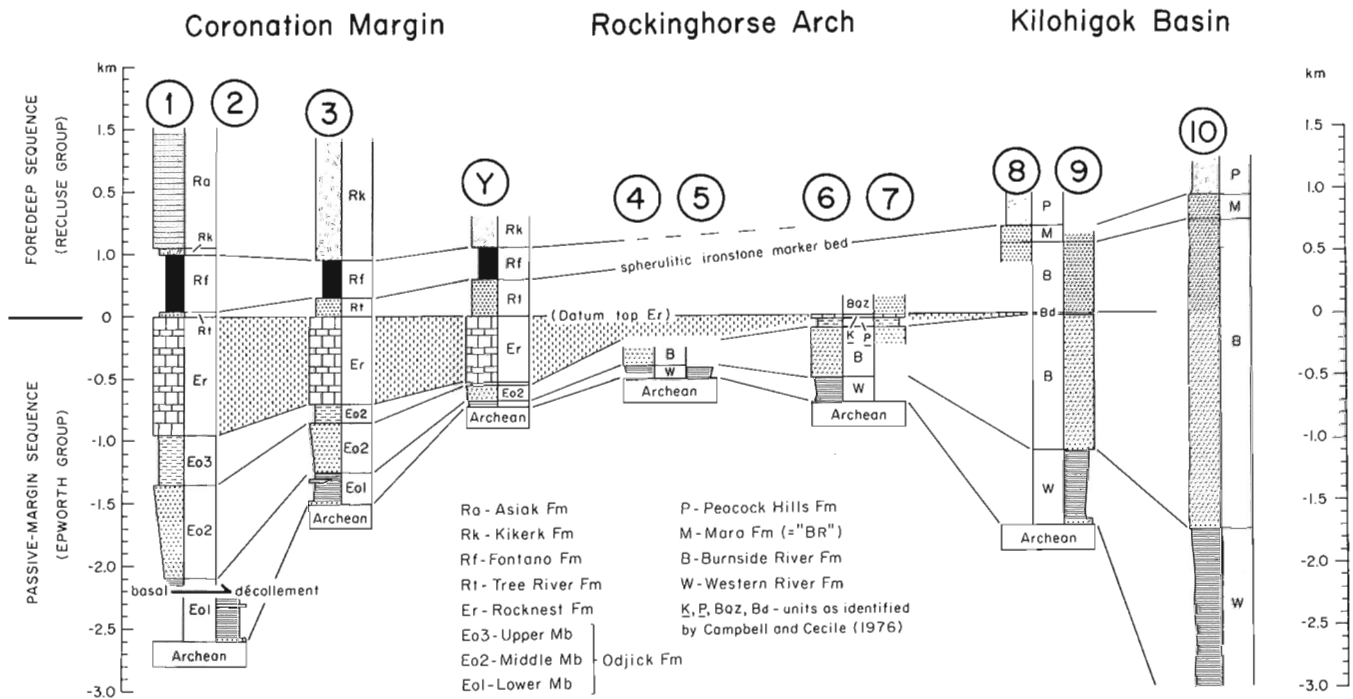 Coronation Margin
Rockinghorse Arch
Kilohigok Basin
km
km
FOREDEEP SEQUENCE
(RECLUSE GROUP)
PASSIVE-MARGIN SEQUENCE
(EPWORTH GROUP)
1.5
0.5
1.0
0
-0.5
-1.0
-1.5
-2.0
-2.5
-3.0
1
2
Ra
Rk
Rf
Rt
Er
Eo3
Eo2
basal
décollement
Eol
Archean
3
Rk
Rf
Rt
Er
Eo2
Eo2
Eol
Archean
Y
Rk
Rf
Rt
Er
Eo2
Archean
spherulitic ironstone marker bed
(Datum top Er)
4
5
B
W
Archean
6
7
Baz
K P
B
W
Archean
8
9
P
M
B
Bd
B
W
Archean
10
P
M
B
W
1.5
1.0
0.5
0
-0.5
-1.0
-1.5
-2.0
-2.5
-3.0
Ra - Asiak Fm
Rk - Kikerk Fm
Rf - Fontano Fm
Rt - Tree River Fm
Er - Rocknest Fm
Eo3 - Upper Mb
Eo2 - Middle Mb
Eol - Lower Mb
Odjick Fm
P - Peacock Hills Fm
M - Mara Fm (="BR")
B - Burnside River Fm
W - Western River Fm
K, P, Baz, Bd - units as identified
by Campbell and Cecile (1976)